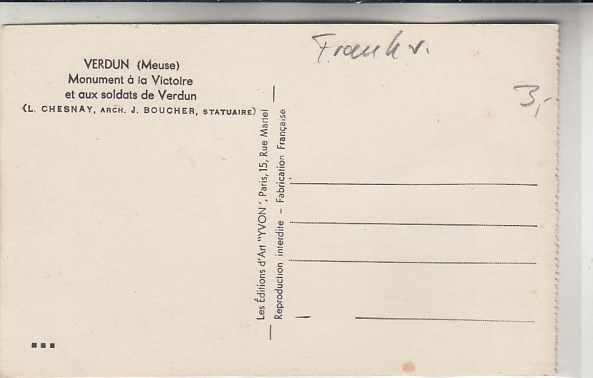 VERDUN (Meuse)
Monument à la Victoire
et aux soldats de Verdun
(L. CHESNAY, ARCH. J. BOUCHER, STATUAIRE)
Les Éditions d'Art "YVON", Paris, 15, Rue Martel
Reproduction interdite – Fabrication Française
Frankr.
3,-